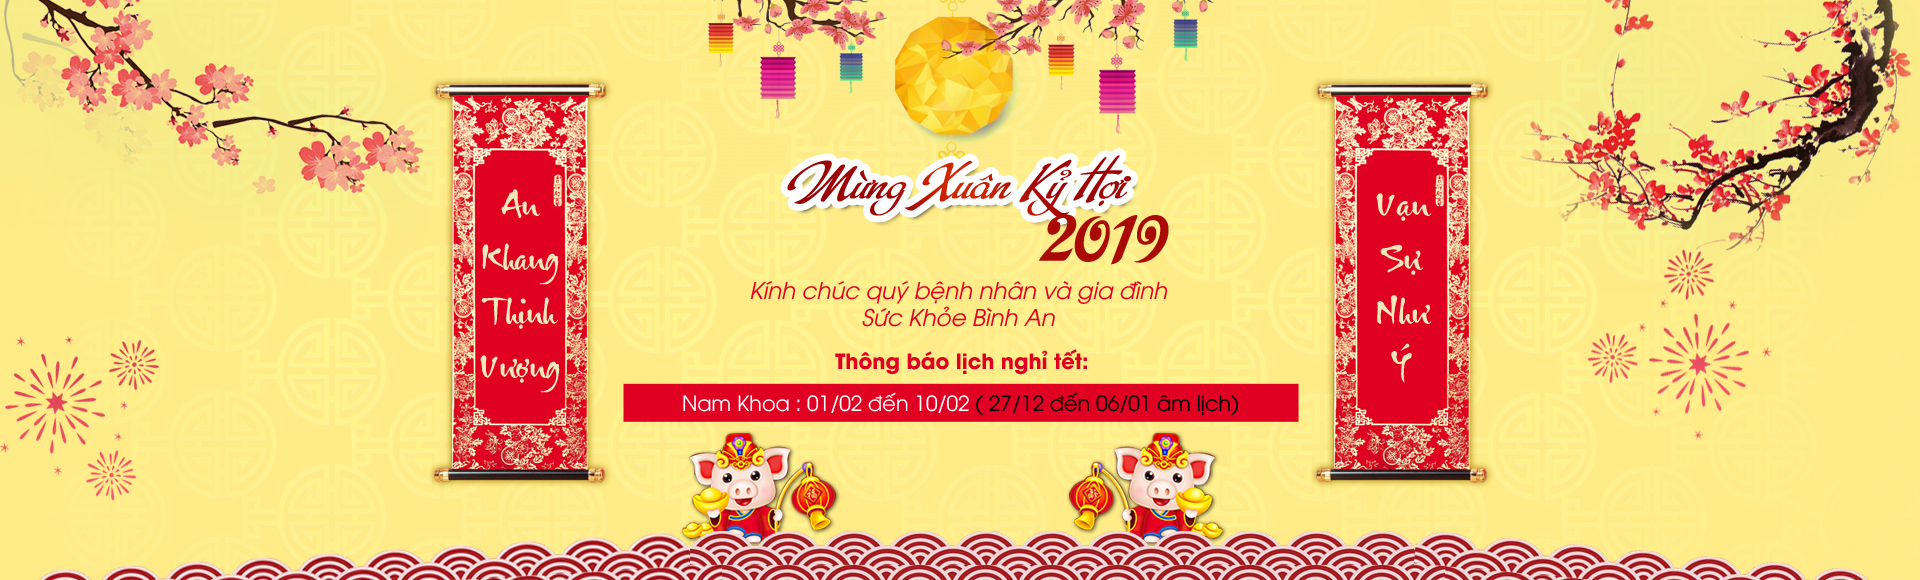 An
Khang
Thịnh
Vượng
Mừng Xuân Kỷ Hợi
2019
Kính chúc quý bệnh nhân và gia đình
Sức Khỏe Bình An
Thông báo lịch nghỉ tết:
Nam Khoa : 01/02 đến 10/02 ( 27/12 đến 06/01 âm lịch)
Vạn
Sự
Như
Ý